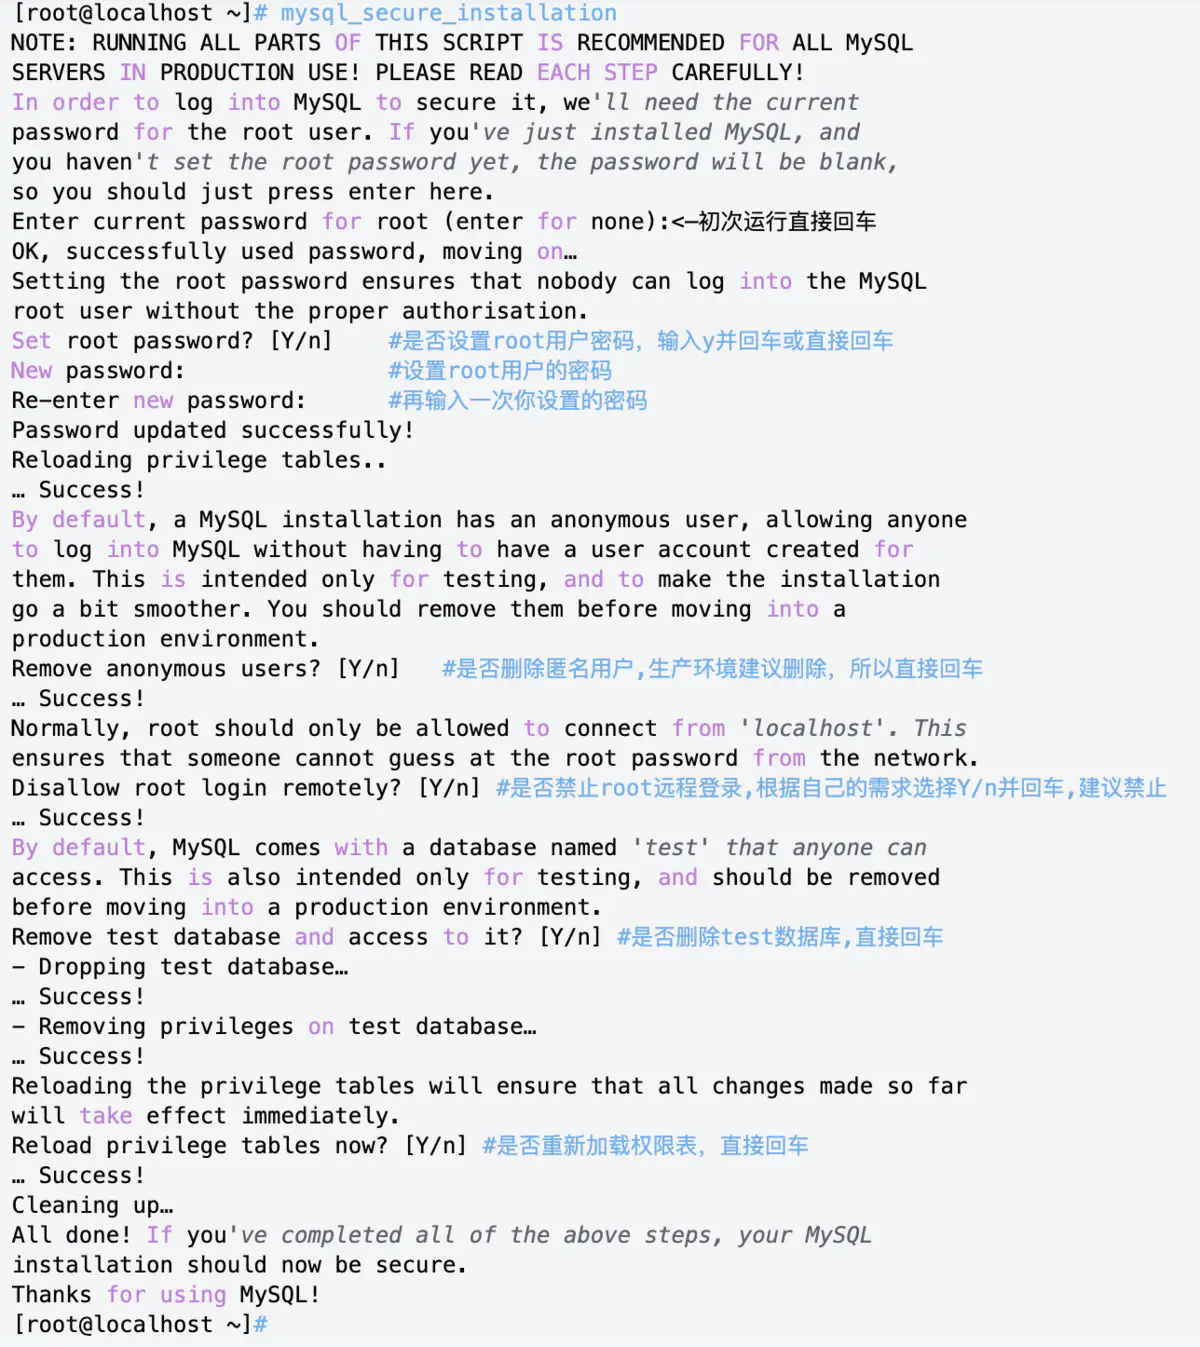 [root@localhost ~]# mysql_secure_installation
NOTE: RUNNING ALL PARTS OF THIS SCRIPT IS RECOMMENDED FOR ALL MySQL
SERVERS IN PRODUCTION USE! PLEASE READ EACH STEP CAREFULLY!
In order to log into MySQL to secure it, we'll need the current
password for the root user. If you've just installed MySQL, and
you haven't set the root password yet, the password will be blank,
so you should just press enter here.
Enter current password for root (enter for none):<–初次运行直接回车
OK, successfully used password, moving on…
Setting the root password ensures that nobody can log into the MySQL
root user without the proper authorisation.
Set root password? [Y/n]    #是否设置root用户密码，输入y并回车或直接回车
New password:               #设置root用户的密码
Re–enter new password:      #再输入一次你设置的密码
Password updated successfully!
Reloading privilege tables..
… Success!
By default, a MySQL installation has an anonymous user, allowing anyone
to log into MySQL without having to have a user account created for
them. This is intended only for testing, and to make the installation
go a bit smoother. You should remove them before moving into a
production environment.
Remove anonymous users? [Y/n]   #是否删除匿名用户,生产环境建议删除，所以直接回车
… Success!
Normally, root should only be allowed to connect from 'localhost'. This
ensures that someone cannot guess at the root password from the network.
Disallow root login remotely? [Y/n] #是否禁止root远程登录,根据自己的需求选择Y/n并回车,建议禁止
… Success!
By default, MySQL comes with a database named 'test' that anyone can
access. This is also intended only for testing, and should be removed
before moving into a production environment.
Remove test database and access to it? [Y/n] #是否删除test数据库,直接回车
– Dropping test database…
… Success!
– Removing privileges on test database…
… Success!
Reloading the privilege tables will ensure that all changes made so far
will take effect immediately.
Reload privilege tables now? [Y/n] #是否重新加载权限表，直接回车
… Success!
Cleaning up…
All done! If you've completed all of the above steps, your MySQL
installation should now be secure.
Thanks for using MySQL!
[root@localhost ~]#